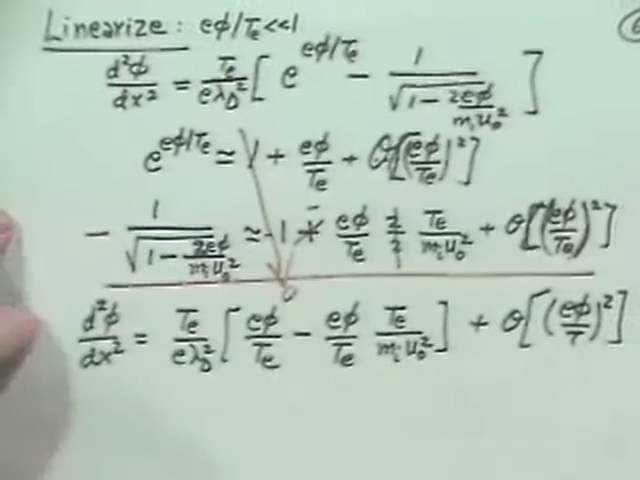 Linearize: eϕ/Te<<1
d²ϕ/dx² = Te/eλD² [ e^(eϕ/Te) - 1/√(1 - 2eϕ/miu0²) ]
e^(eϕ/Te) ≃ 1 + eϕ/Te + O[(eϕ/Te)²]
- 1/√(1 - 2eϕ/miu0²) ≃ -1 - eϕ/Te 2/2 Te/miu0² + O[(eϕ/Te)²]
0
d²ϕ/dx² = Te/eλD² [ eϕ/Te - eϕ/Te Te/miu0² ] + O[(eϕ/T)²]